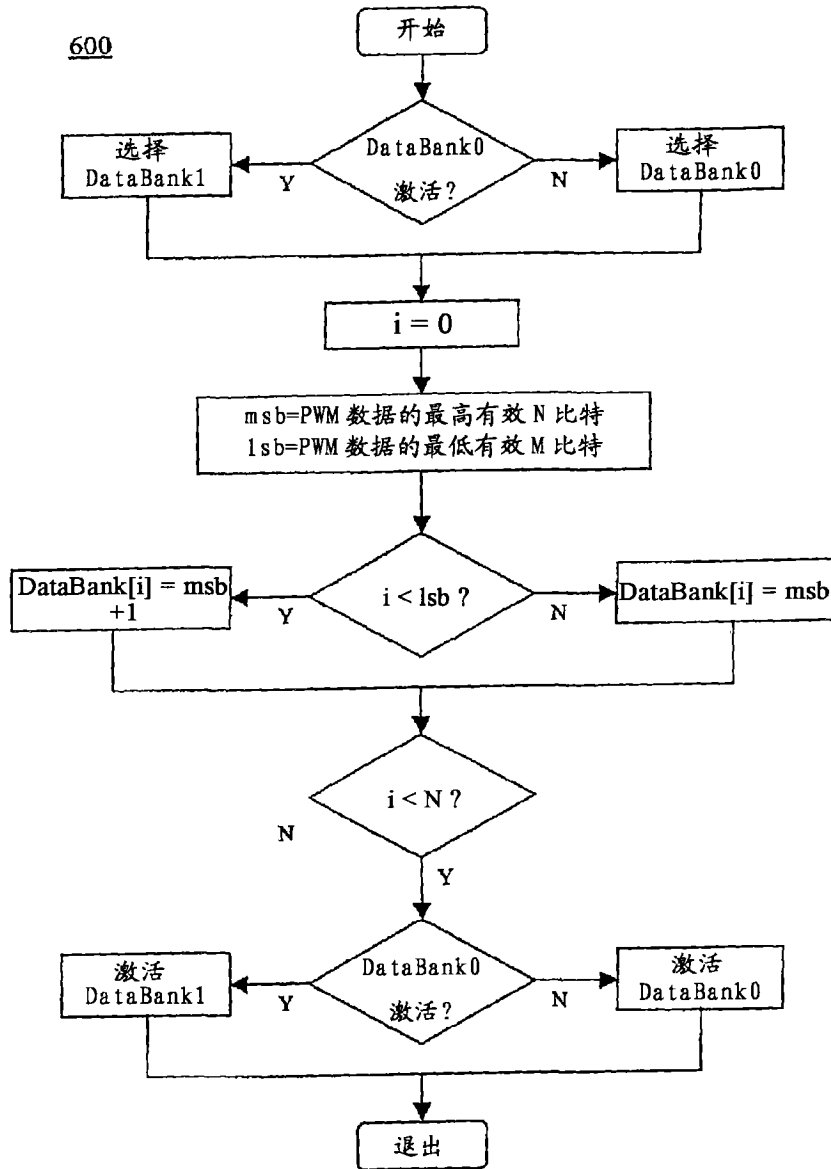 600
开始
DataBank0
激活?
选择
DataBank1
Y
N
选择
DataBank0
i = 0
msb=PWM 数据的最高有效 N 比特
lsb=PWM 数据的最低有效 M 比特
i < lsb ?
DataBank[i] = msb
+1
Y
N
DataBank[i] = msb
i < N ?
N
Y
DataBank0
激活?
激活
DataBank1
Y
N
激活
DataBank0
退出